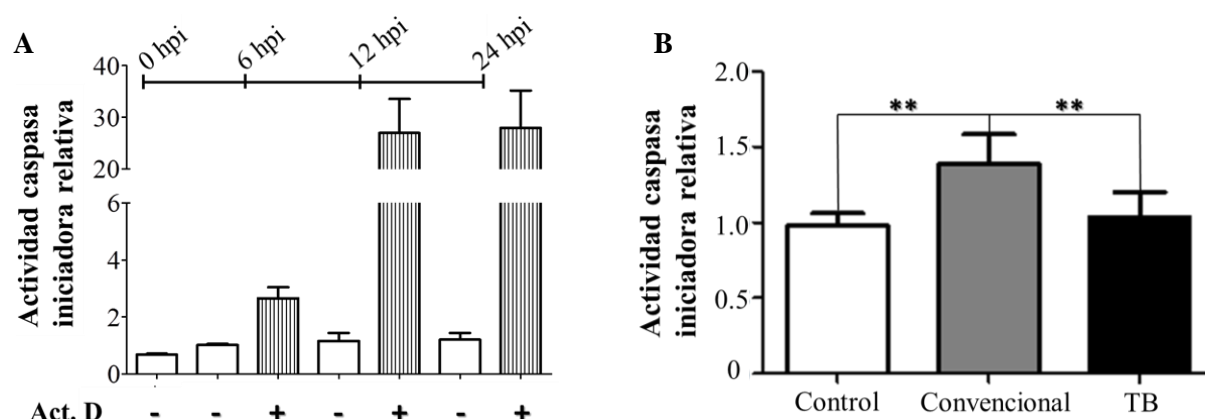 A
0 hpi
6 hpi
12 hpi
24 hpi
Actividad caspasa
iniciadora relativa
40
30
20
6
4
2
0
Act. D - - + - + - +
B
Actividad caspasa
iniciadora relativa
2.0
1.5
1.0
0.5
0
** **
Control Convencional TB